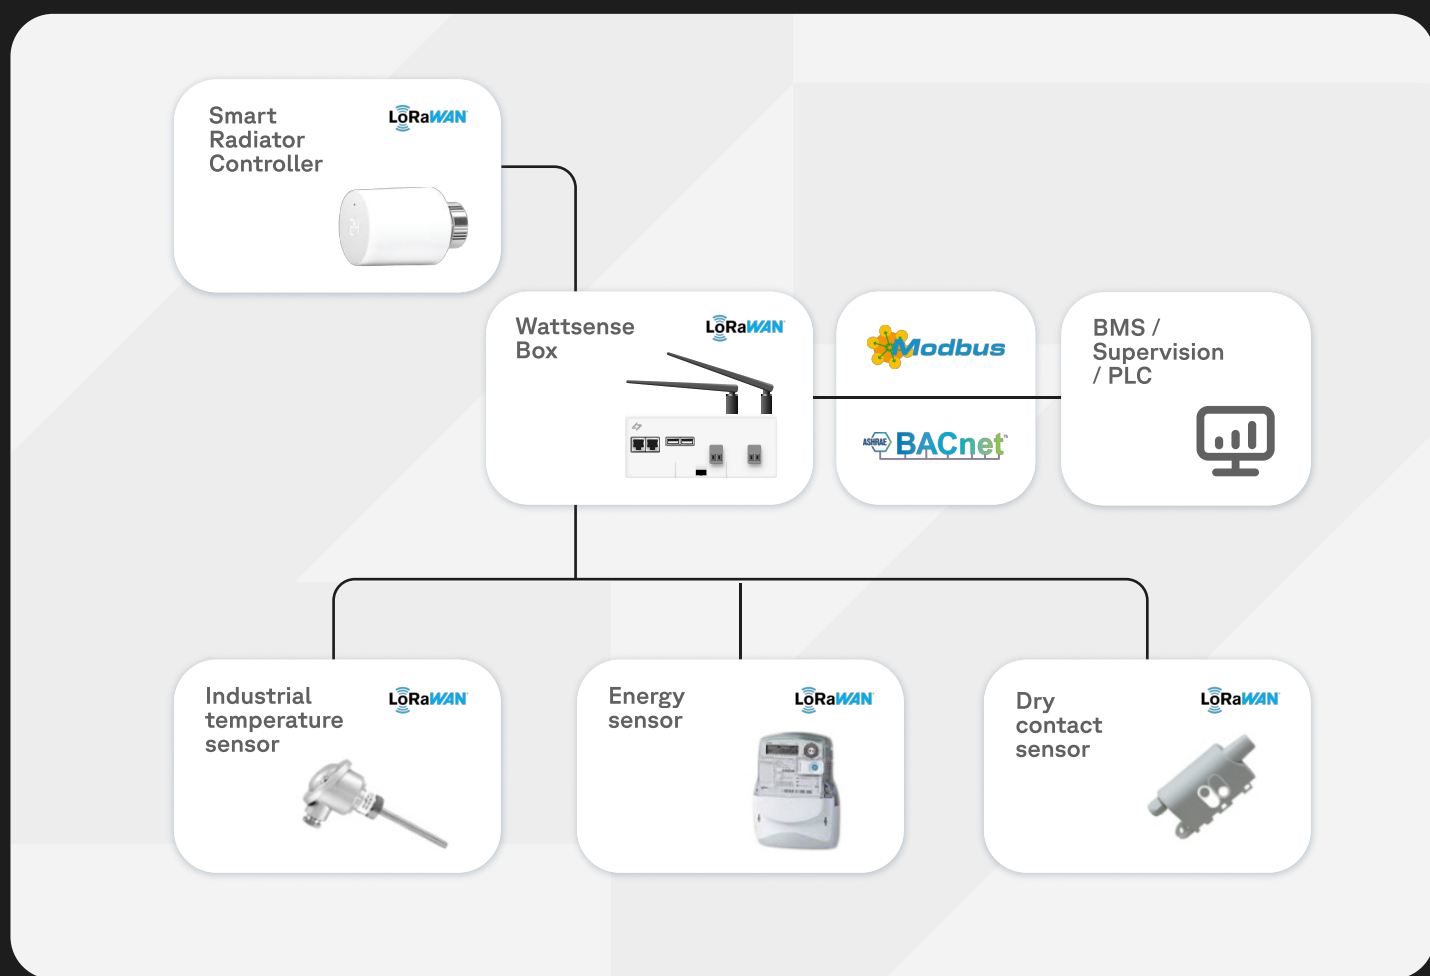 Smart
Radiator
Controller
LoRaWAN
Wattsense
Box
LoRaWAN
Modbus
ASHRAE BACnet
BMS /
Supervision
/ PLC
Industrial
temperature
sensor
LoRaWAN
Energy
sensor
LoRaWAN
Dry
contact
sensor
LoRaWAN